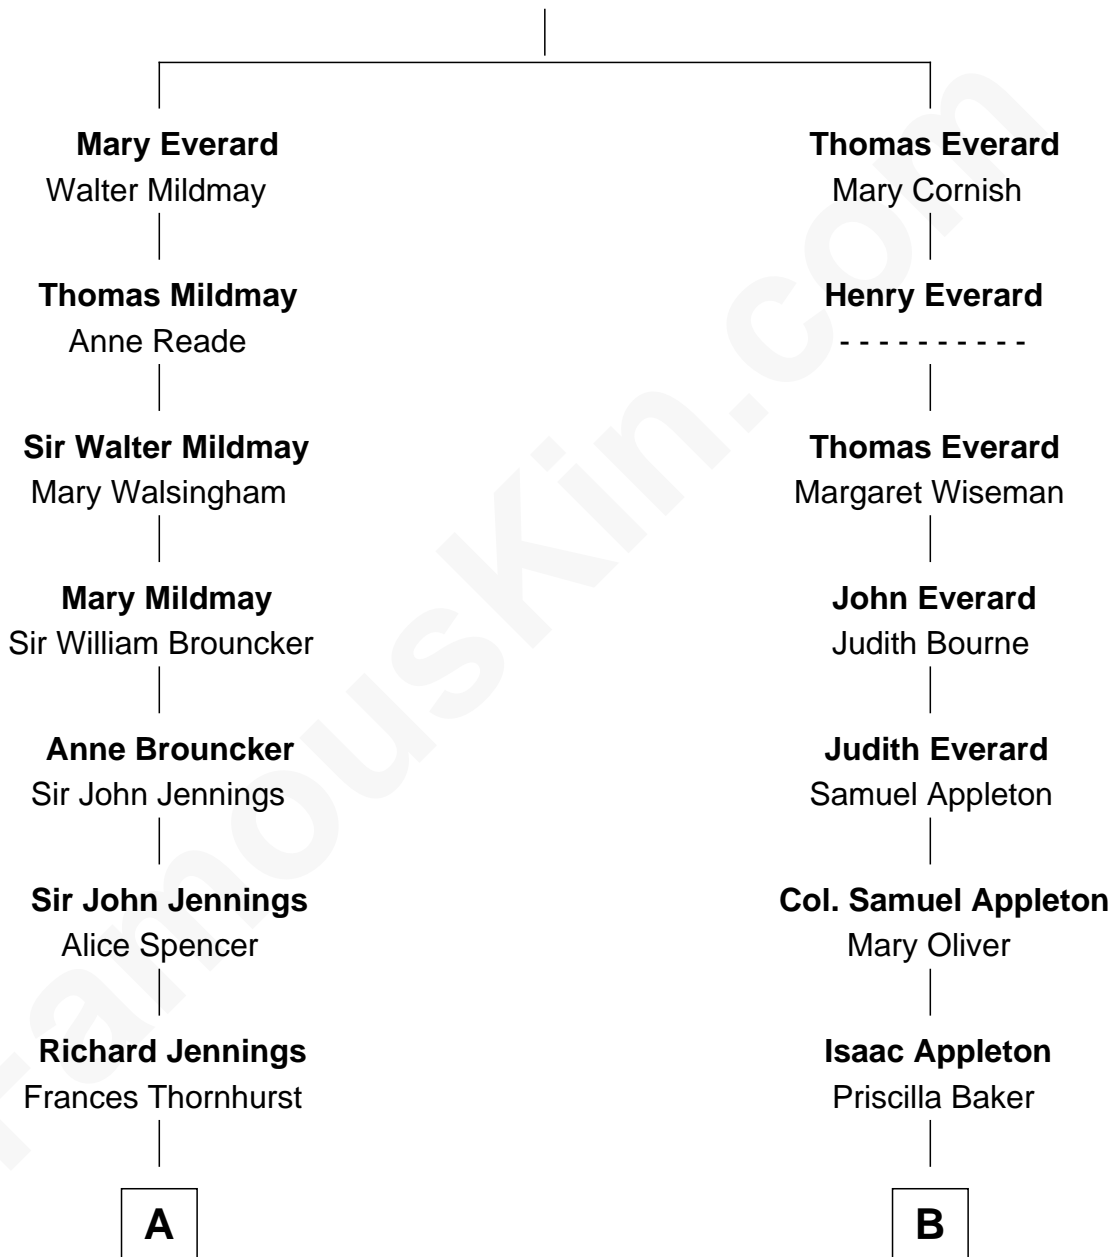 Mary Everard
Walter Mildmay
Thomas Everard
Mary Cornish
Thomas Mildmay
Anne Reade
Henry Everard
- - - - - - - - - -
Sir Walter Mildmay
Mary Walsingham
Thomas Everard
Margaret Wiseman
Mary Mildmay
Sir William Brouncker
John Everard
Judith Bourne
Anne Brouncker
Sir John Jennings
Judith Everard
Samuel Appleton
Sir John Jennings
Alice Spencer
Col. Samuel Appleton
Mary Oliver
Richard Jennings
Frances Thornhurst
Isaac Appleton
Priscilla Baker
A
B
FamousKin.com